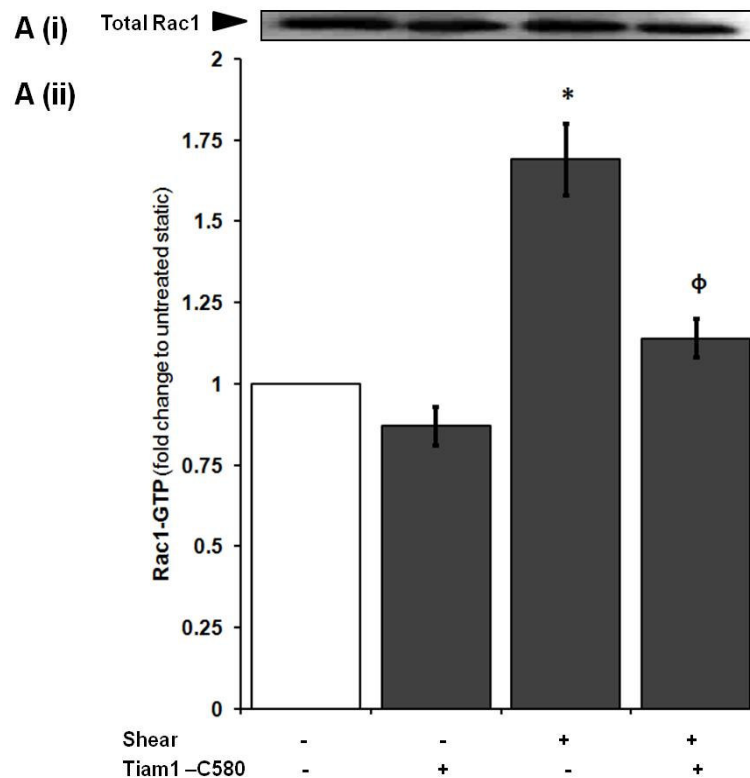 A (i) Total Rac1
A (ii)
2
*
1.75
1.5
ϕ
1.25
1
0.75
0.5
0.25
0
Rac1-GTP (fold change to untreated static)
Shear - - + +
Tiam1 –C580 - + - +